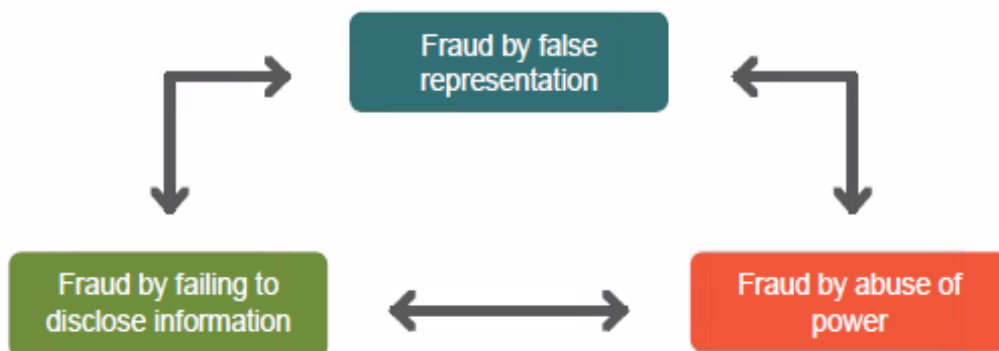 Fraud by false
representation
Fraud by failing to
disclose information
Fraud by abuse of
power